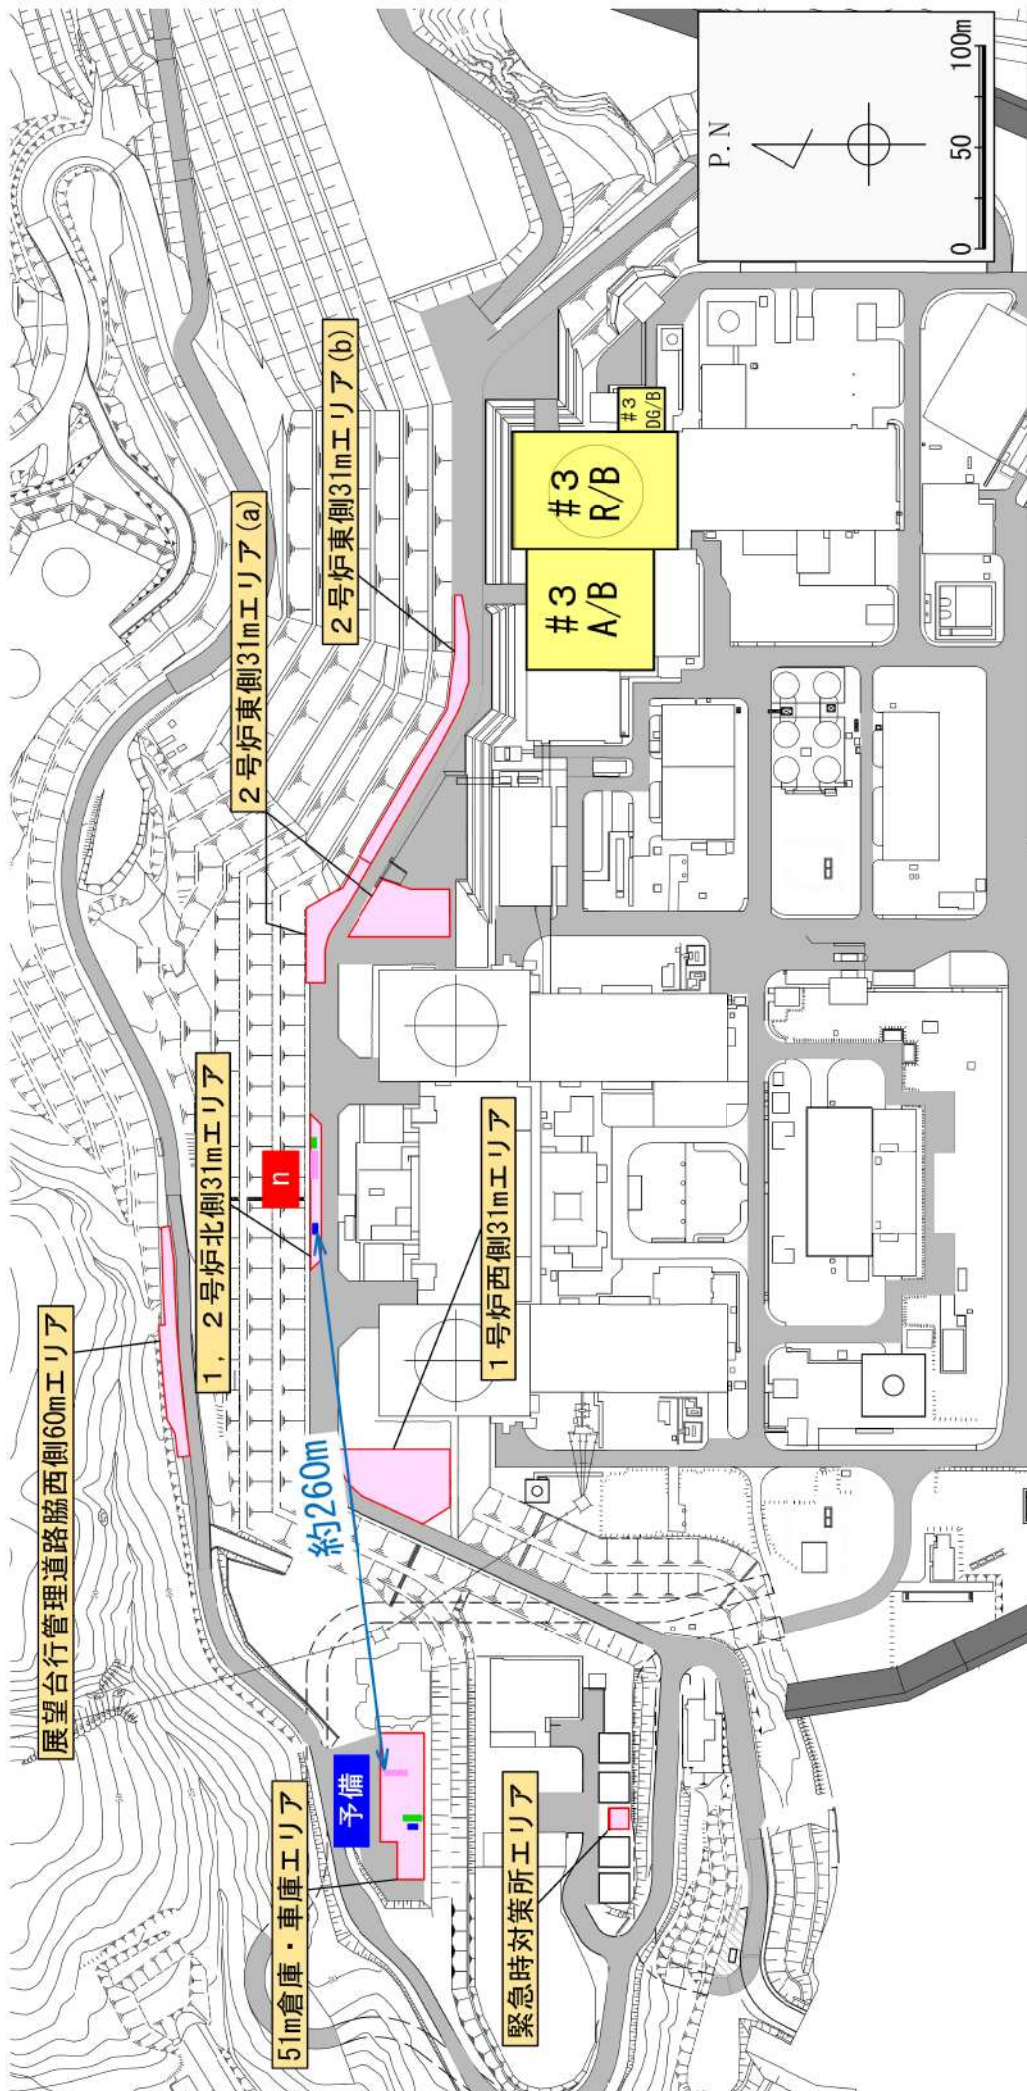 展望台行管理道路脇西側60mエリア
51m倉庫・車庫エリア
予備
約260m
1，2号炉北側31mエリア
n
2号炉東側31mエリア(a)
2号炉東側31mエリア(b)
1号炉西側31mエリア
緊急時対策所エリア
#3
A/B
#3
R/B
#3
DG/B
P.N
0
50
100m